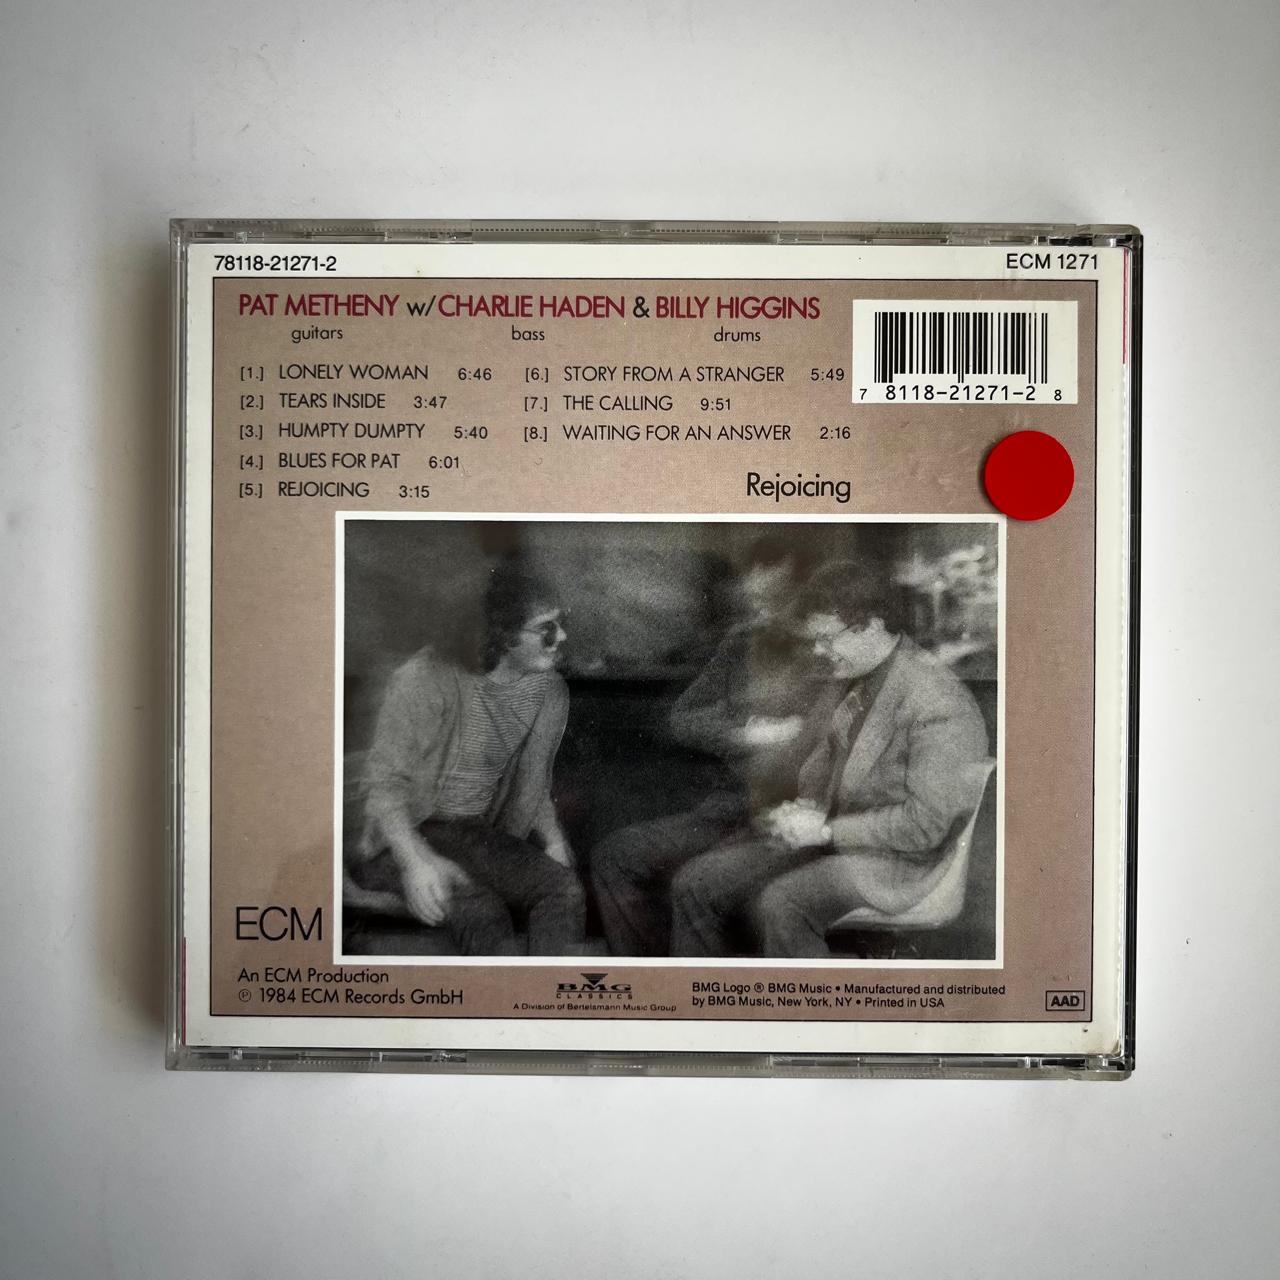 78118-21271-2
ECM 1271
PAT METHENY w/ CHARLIE HADEN & BILLY HIGGINS
guitars bass drums
[1.] LONELY WOMAN 6:46
[2.] TEARS INSIDE 3:47
[3.] HUMPTY DUMPTY 5:40
[4.] BLUES FOR PAT 6:01
[5.] REJOICING 3:15
[6.] STORY FROM A STRANGER 5:49
[7.] THE CALLING 9:51
[8.] WAITING FOR AN ANSWER 2:16
7 8118-21271-2 8
Rejoicing
ECM
An ECM Production
℗ 1984 ECM Records GmbH
BMG
CLASSICS
A Division of Bertelsmann Music Group
BMG Logo ® BMG Music • Manufactured and distributed
by BMG Music, New York, NY • Printed in USA
AAD